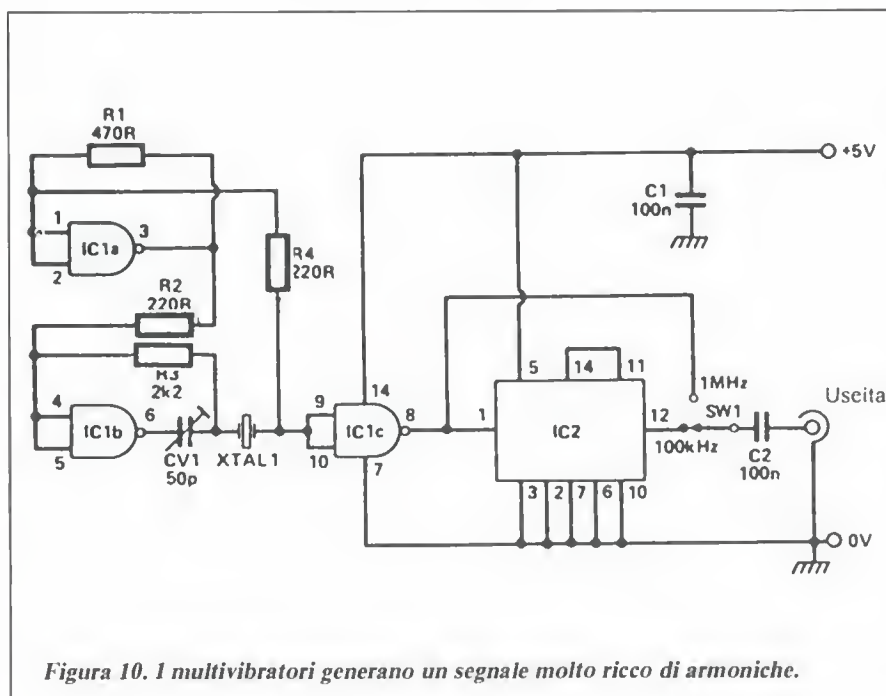 R1
470R
1
2
3
IC1a
R2
220R
R3
2k2
4
5
6
IC1b
CV1
50p
XTAL1
R4
220R
9
10
14
IC1c
8
7
+5V
C1
100n
5
14
11
1
IC2
12
3
2
7
6
10
1MHz
SW1
100kHz
C2
100n
Uscita
0V
Figura 10. I multivibratori generano un segnale molto ricco di armoniche.